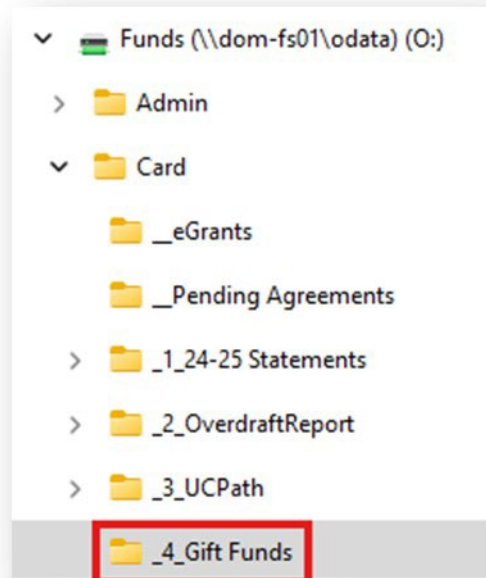 Funds (\\dom-fs01\odata) (O:)
Admin
Card
__eGrants
__Pending Agreements
_1_24-25 Statements
_2_OverdraftReport
_3_UCPath
_4_Gift Funds